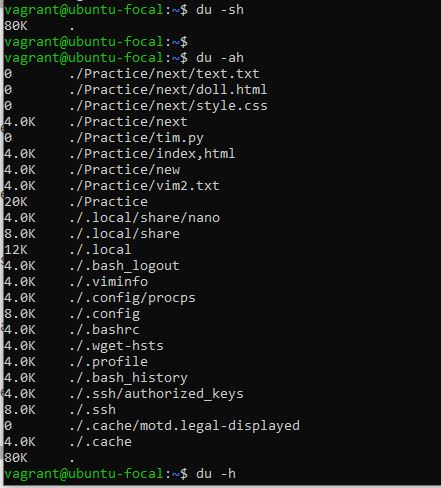 vagrant@ubuntu-focal:~$ du -sh
80K .
vagrant@ubuntu-focal:~$
vagrant@ubuntu-focal:~$ du -ah
0 ./Practice/next/text.txt
0 ./Practice/next/doll.html
0 ./Practice/next/style.css
4.0K ./Practice/next
0 ./Practice/tim.py
4.0K ./Practice/index,html
4.0K ./Practice/new
4.0K ./Practice/vim2.txt
20K ./Practice
4.0K ./.local/share/nano
8.0K ./.local/share
12K ./.local
4.0K ./.bash_logout
4.0K ./.viminfo
4.0K ./.config/procps
8.0K ./.config
4.0K ./.bashrc
4.0K ./.wget-hsts
4.0K ./.profile
4.0K ./.bash_history
4.0K ./.ssh/authorized_keys
8.0K ./.ssh
0 ./.cache/motd.legal-displayed
4.0K ./.cache
80K .
vagrant@ubuntu-focal:~$ du -h